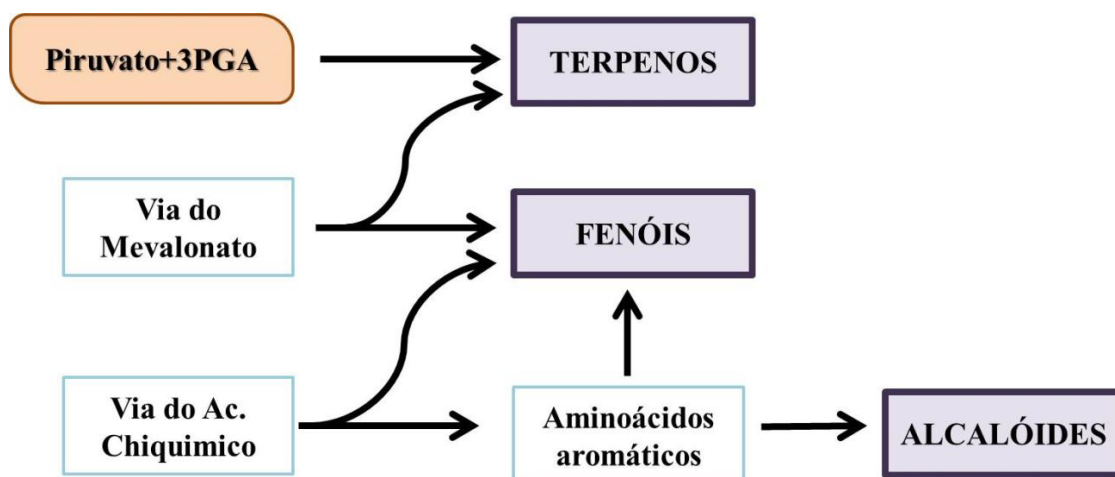 Piruvato+3PGA
TERPENOS
Via do
Mevalonato
FENÓIS
Via do Ac.
Chiquimico
Aminoácidos
aromáticos
ALCALÓIDES